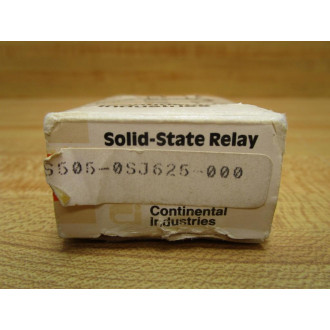 Solid-State Relay
S505-0SJ625-000
Continental
Industries